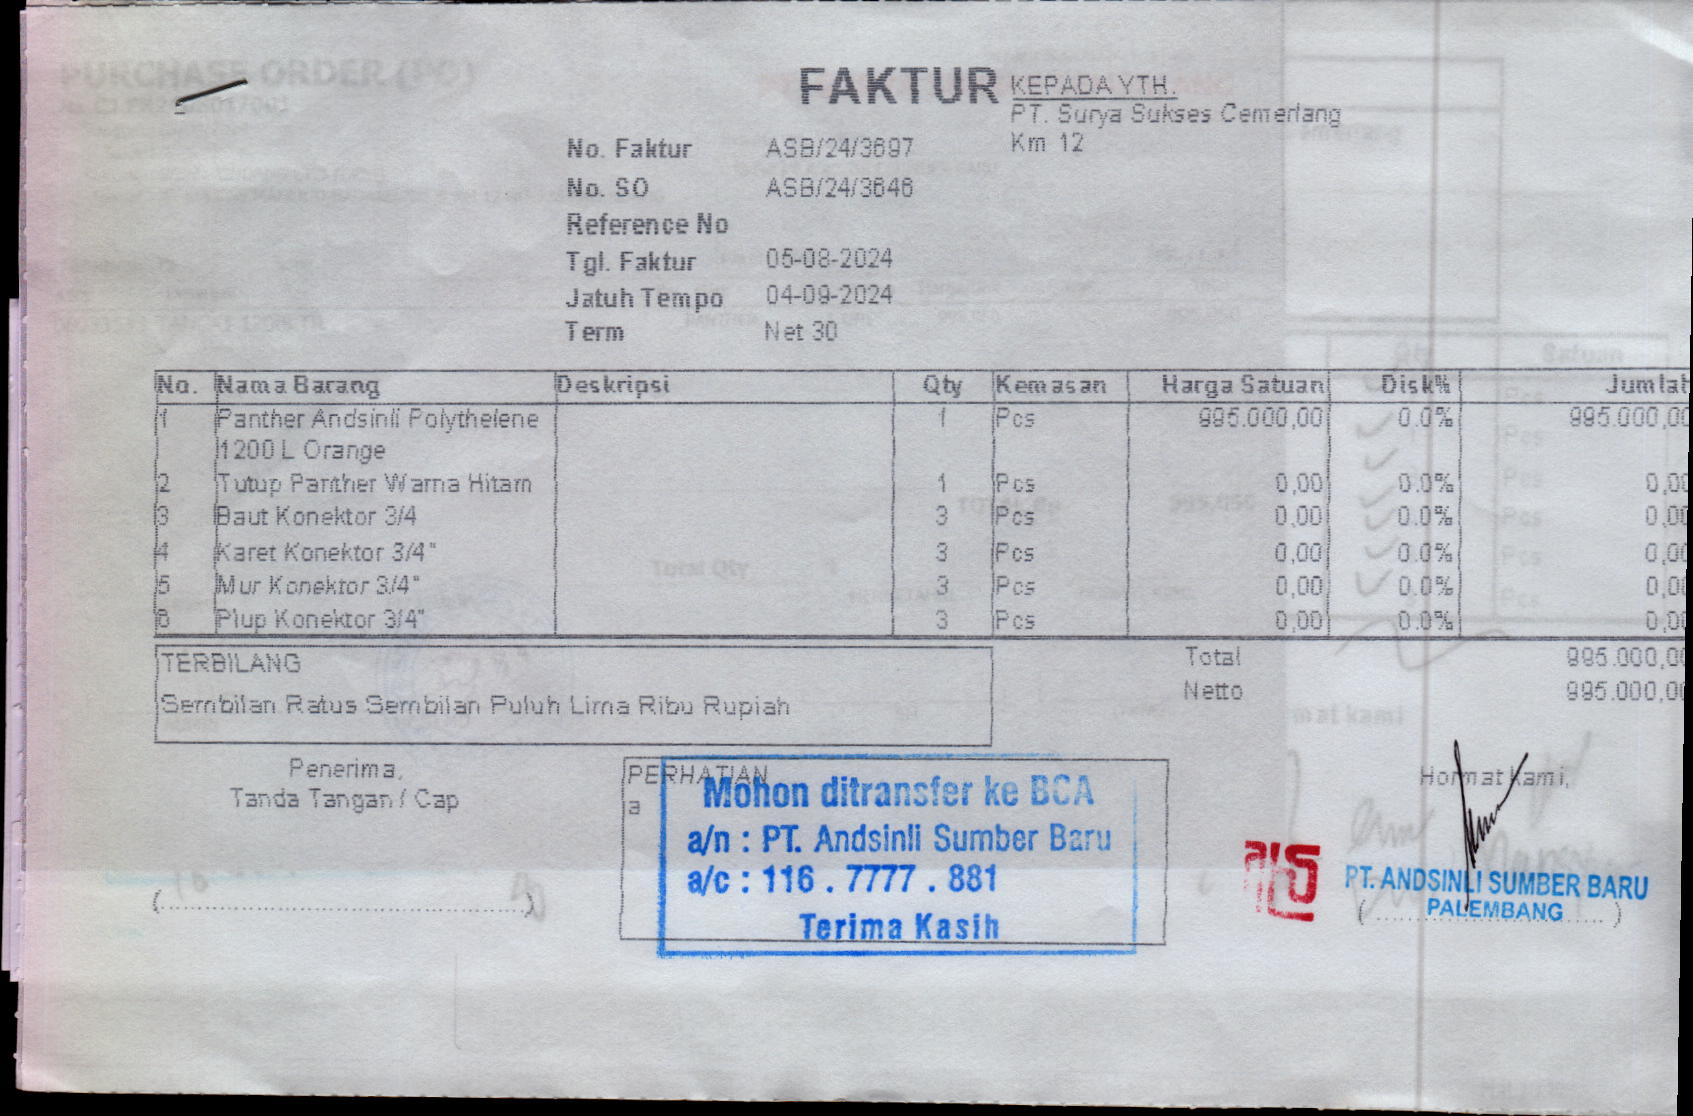 FAKTUR
KEPADA YTH.
PT. Surya Sukses Cemerlang
Km 12
No. Faktur ASB/24/3697
No. SO ASB/24/3646
Reference No
Tgl. Faktur 05-08-2024
Jatuh Tempo 04-09-2024
Term Net 30
No. Nama Barang Deskripsi Qty Kemasan Harga Satuan Disk% Jumlah
1 Panther Andsinli Polythelene 1 Pcs 995.000,00 0.0% 995.000,00
1200 L Orange
2 Tutup Panther Warna Hitam 1 Pcs 0,00 0.0% 0,00
3 Baut Konektor 3/4 3 Pcs 0,00 0.0% 0,00
4 Karet Konektor 3/4" 3 Pcs 0,00 0.0% 0,00
5 Mur Konektor 3/4" 3 Pcs 0,00 0.0% 0,00
6 Plup Konektor 3/4" 3 Pcs 0,00 0.0% 0,00
TERBILANG
Sembilan Ratus Sembilan Puluh Lima Ribu Rupiah
Total 995.000,00
Netto 995.000,00
Penerima,
Tanda Tangan / Cap
PERHATIAN
a
Mohon ditransfer ke BCA
a/n : PT. Andsinli Sumber Baru
a/c : 116 . 7777 . 881
Terima Kasih
Hormat kami,
PT. ANDSINLI SUMBER BARU
PALEMBANG
PURCHASE ORDER (PO)